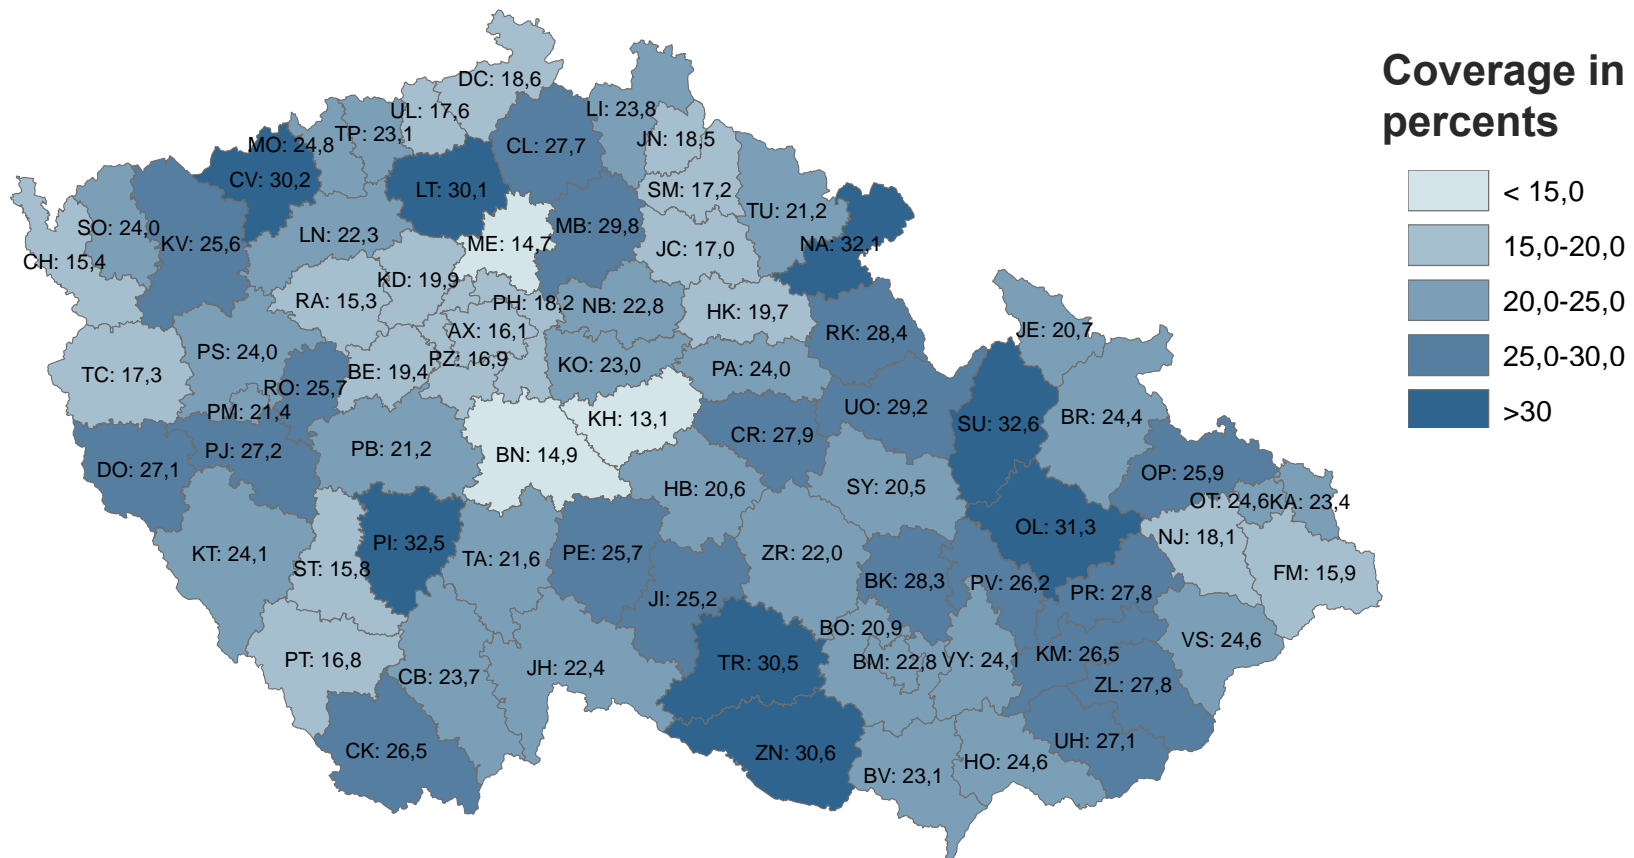 Coverage in
percents
< 15,0
15,0-20,0
20,0-25,0
25,0-30,0
>30
DC: 18,6
UL: 17,6
LI: 23,8
TP: 23,1
MO: 24,8
CL: 27,7
JN: 18,5
CV: 30,2
LT: 30,1
SM: 17,2
TU: 21,2
SO: 24,0
KV: 25,6
LN: 22,3
ME: 14,7
MB: 29,8
JC: 17,0
NA: 32,1
CH: 15,4
KD: 19,9
RA: 15,3
PH: 18,2
NB: 22,8
HK: 19,7
AX: 16,1
RK: 28,4
JE: 20,7
PS: 24,0
PZ: 16,9
KO: 23,0
PA: 24,0
TC: 17,3
BE: 19,4
RO: 25,7
PM: 21,4
KH: 13,1
UO: 29,2
SU: 32,6
BR: 24,4
CR: 27,9
DO: 27,1
PJ: 27,2
PB: 21,2
BN: 14,9
OP: 25,9
HB: 20,6
SY: 20,5
OT: 24,6
KA: 23,4
OL: 31,3
NJ: 18,1
KT: 24,1
PI: 32,5
TA: 21,6
PE: 25,7
ZR: 22,0
ST: 15,8
FM: 15,9
BK: 28,3
PV: 26,2
PR: 27,8
JI: 25,2
BO: 20,9
VS: 24,6
PT: 16,8
CB: 23,7
JH: 22,4
TR: 30,5
BM: 22,8
VY: 24,1
KM: 26,5
ZL: 27,8
CK: 26,5
ZN: 30,6
UH: 27,1
BV: 23,1
HO: 24,6